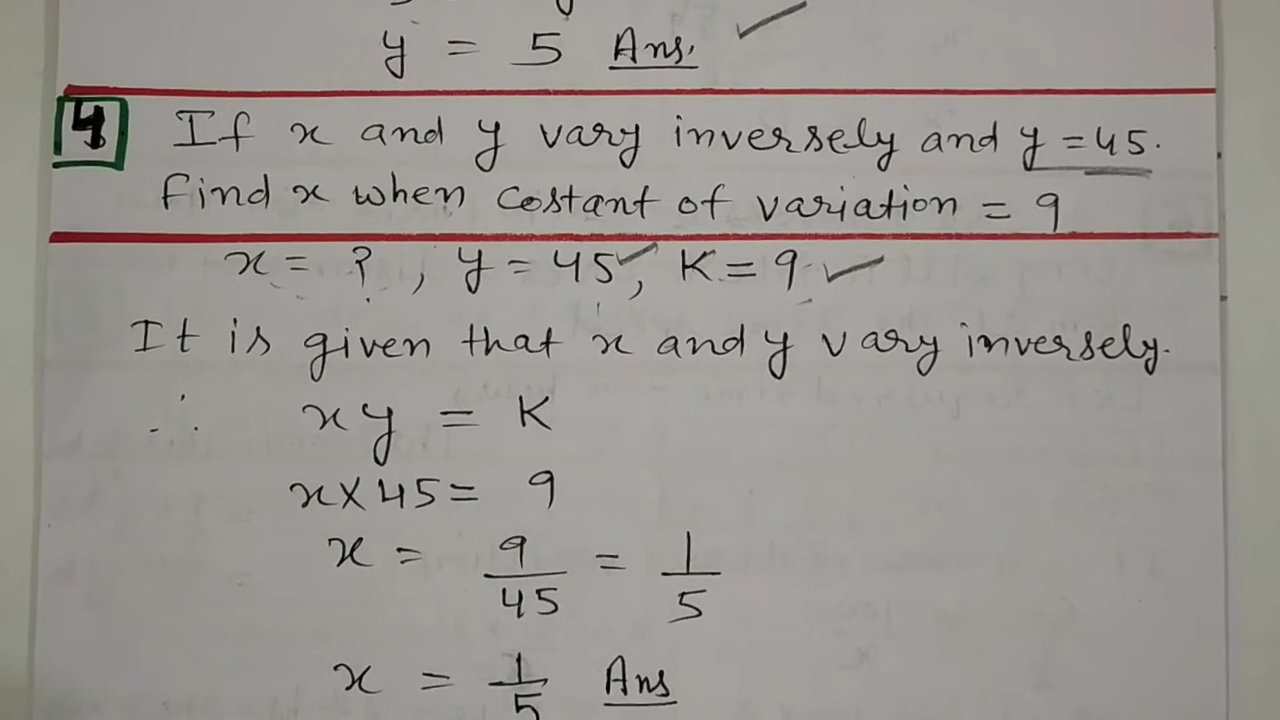 y = 5 Ans.
4 If x and y vary inversely and y = 45.
Find x when costant of variation = 9
x = ?, y = 45, K = 9
It is given that x and y vary inversely.
∴ xy = K
x × 45 = 9
x = 9/45 = 1/5
x = 1/5 Ans